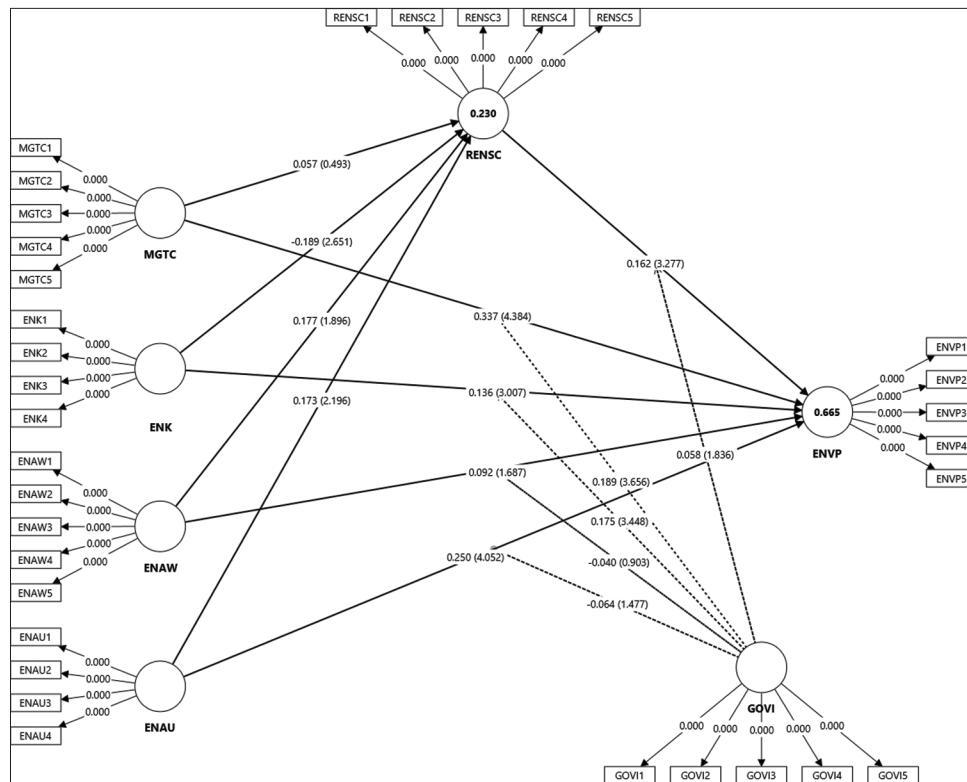 RENSC1 RENSC2 RENSC3 RENSC4 RENSC5
0.000 0.000 0.000 0.000 0.000
0.230
RENSC
MGTC1
MGTC2
MGTC3
MGTC4
MGTC5
0.000
0.000
0.000
0.000
0.000
MGTC
0.057 (0.493)
-0.189 (2.651)
0.177 (1.896)
0.173 (2.196)
0.162 (3.277)
0.337 (4.384)
ENK1
ENK2
ENK3
ENK4
0.000
0.000
0.000
0.000
ENK
0.136 (3.007)
ENVP1
ENVP2
ENVP3
ENVP4
ENVP5
0.000
0.000
0.000
0.000
0.000
0.665
ENVP
ENAW1
ENAW2
ENAW3
ENAW4
ENAW5
0.000
0.000
0.000
0.000
0.000
ENAW
0.092 (1.687)
0.058 (1.836)
0.189 (3.656)
0.175 (3.448)
0.250 (4.052)
-0.040 (0.903)
-0.064 (1.477)
ENAU1
ENAU2
ENAU3
ENAU4
0.000
0.000
0.000
0.000
ENAU
GOVI
0.000 0.000 0.000 0.000 0.000
GOVI1 GOVI2 GOVI3 GOVI4 GOVI5